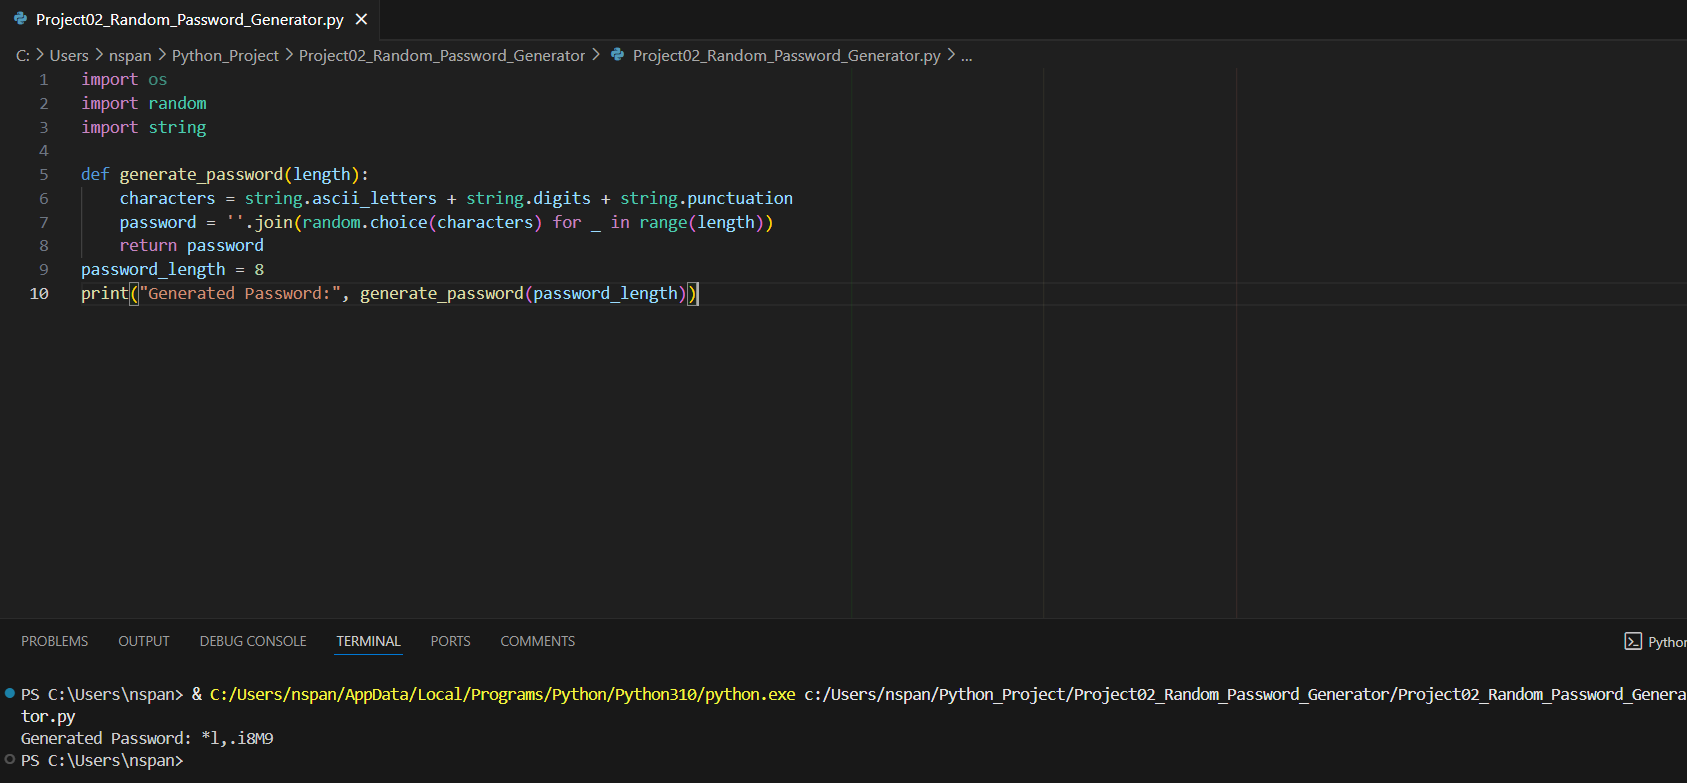 Project02_Random_Password_Generator.py
C: > Users > nspan > Python_Project > Project02_Random_Password_Generator > Project02_Random_Password_Generator.py > ...
1 import os
2 import random
3 import string
4
5 def generate_password(length):
6     characters = string.ascii_letters + string.digits + string.punctuation
7     password = ''.join(random.choice(characters) for _ in range(length))
8     return password
9 password_length = 8
10 print("Generated Password:", generate_password(password_length))
PROBLEMS OUTPUT DEBUG CONSOLE TERMINAL PORTS COMMENTS Python
PS C:\Users\nspan> & C:/Users/nspan/AppData/Local/Programs/Python/Python310/python.exe c:/Users/nspan/Python_Project/Project02_Random_Password_Generator/Project02_Random_Password_Genera
tor.py
Generated Password: *l,.i8M9
PS C:\Users\nspan>